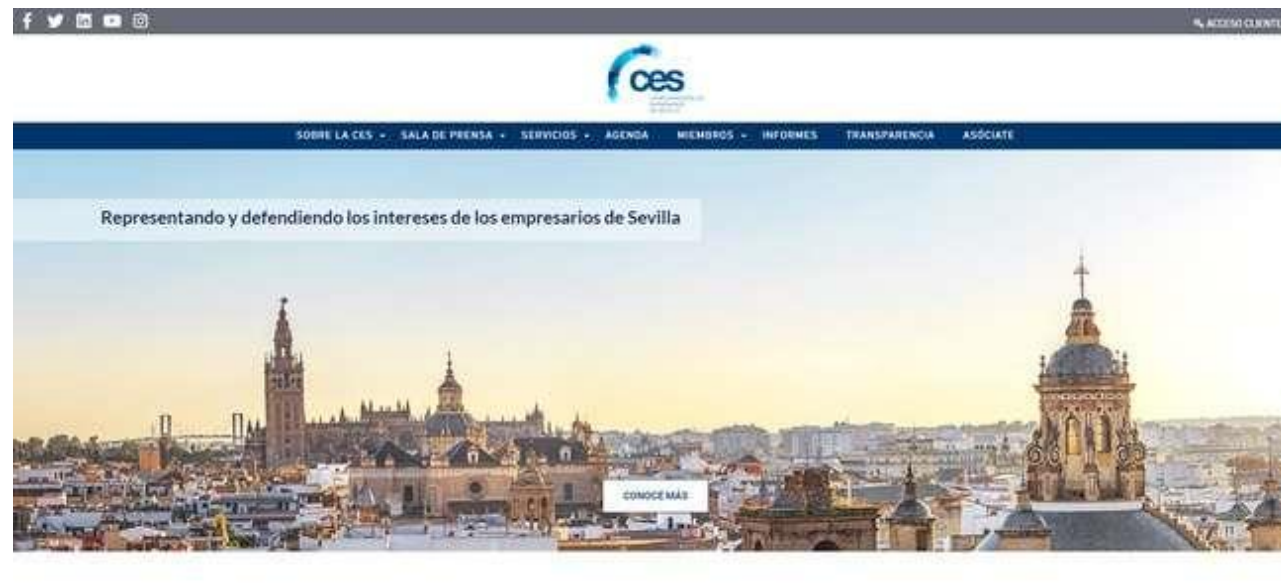 ACCESO CLIENTE
ces
SOBRE LA CES SALA DE PRENSA SERVICIOS AGENDA MIEMBROS INFORMES TRANSPARENCIA ASÓCIATE
Representando y defendiendo los intereses de los empresarios de Sevilla
CONOCE MÁS